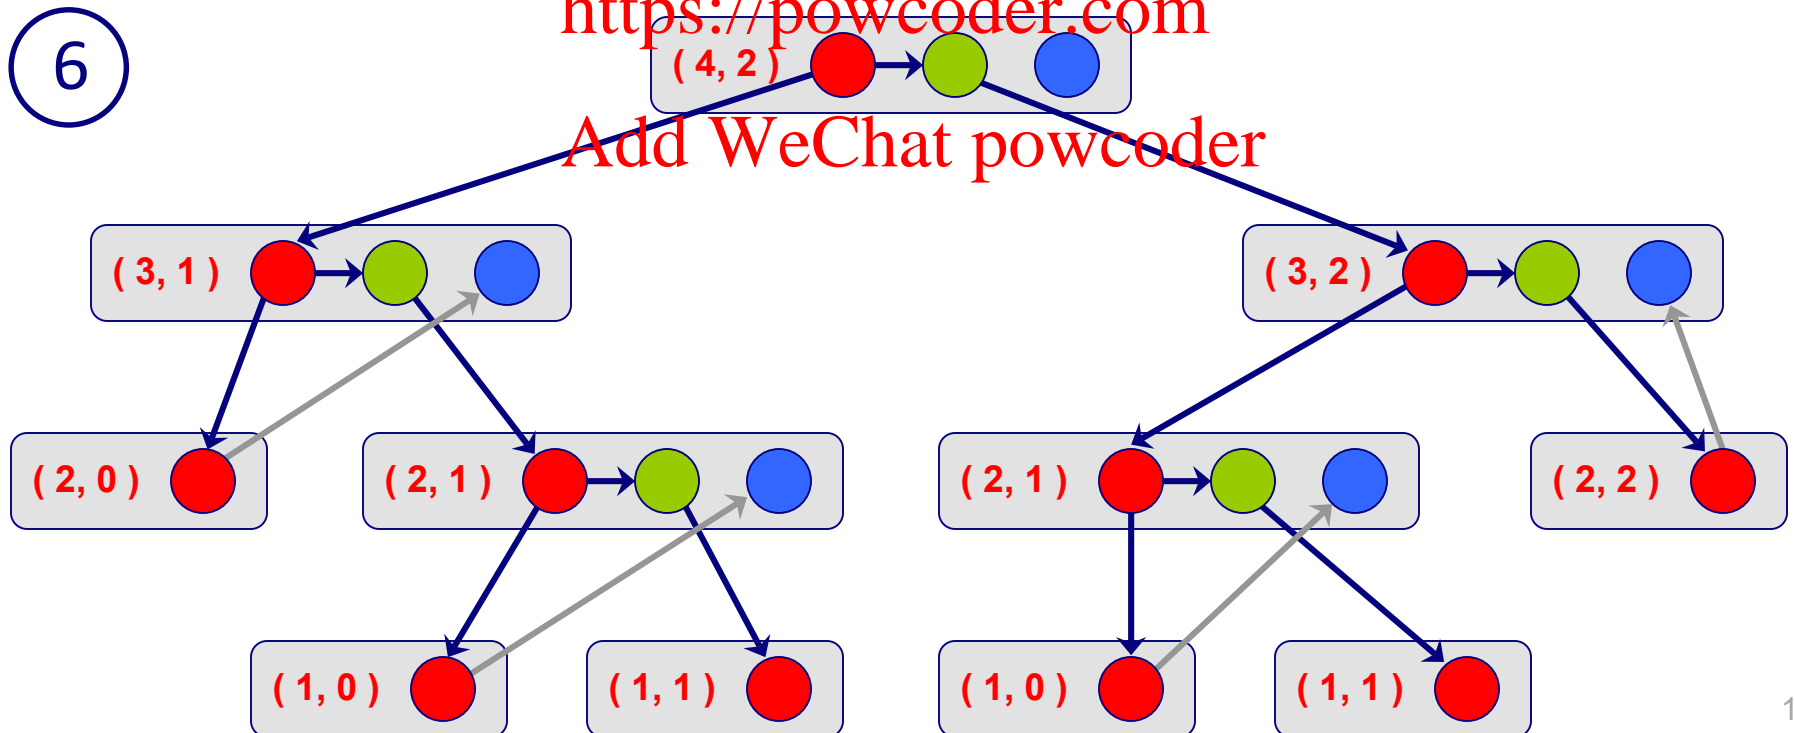 https://powcoder.com
6
( 4, 2 )
Add WeChat powcoder
( 3, 1 )
( 3, 2 )
( 2, 0 )
( 2, 1 )
( 2, 1 )
( 2, 2 )
( 1, 0 )
( 1, 1 )
( 1, 0 )
( 1, 1 )
1